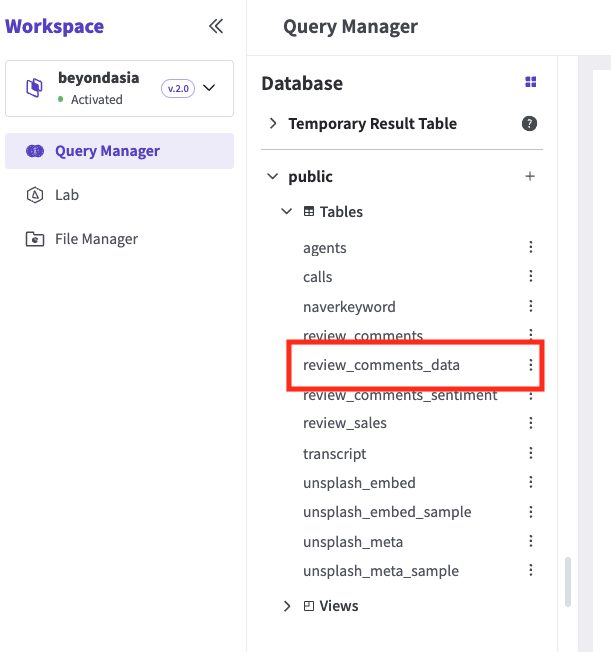 Workspace
Query Manager
beyondasia
Activated
v.2.0
Query Manager
Lab
File Manager
Database
Temporary Result Table
?
public
Tables
agents
calls
naverkeyword
review_comments
review_comments_data
review_comments_sentiment
review_sales
transcript
unsplash_embed
unsplash_embed_sample
unsplash_meta
unsplash_meta_sample
Views